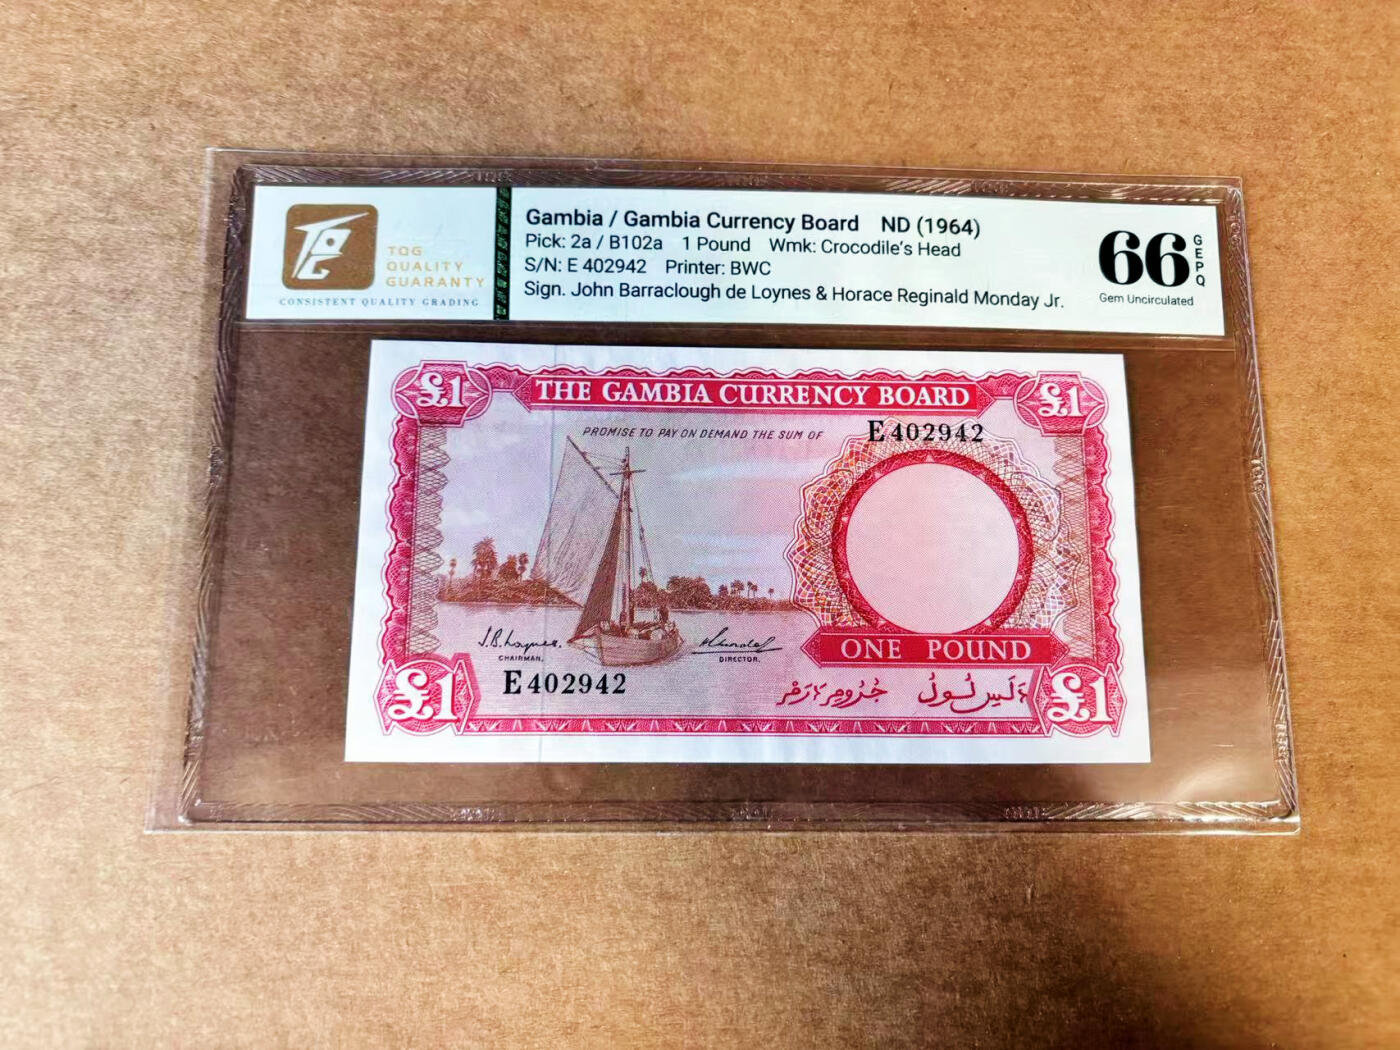 TQG
QUALITY
GUARANTY
CONSISTENT QUALITY GRADING
Gambia / Gambia Currency Board ND (1964)
Pick: 2a / B102a 1 Pound Wmk: Crocodile's Head
S/N: E 402942 Printer: BWC
Sign. John Barraclough de Loynes & Horace Reginald Monday Jr.
66
GEPQ
Gem Uncirculated
£1
THE GAMBIA CURRENCY BOARD
£1
PROMISE TO PAY ON DEMAND THE SUM OF
E 402942
CHAIRMAN.
DIRECTOR.
ONE POUND
E 402942
£1
£1